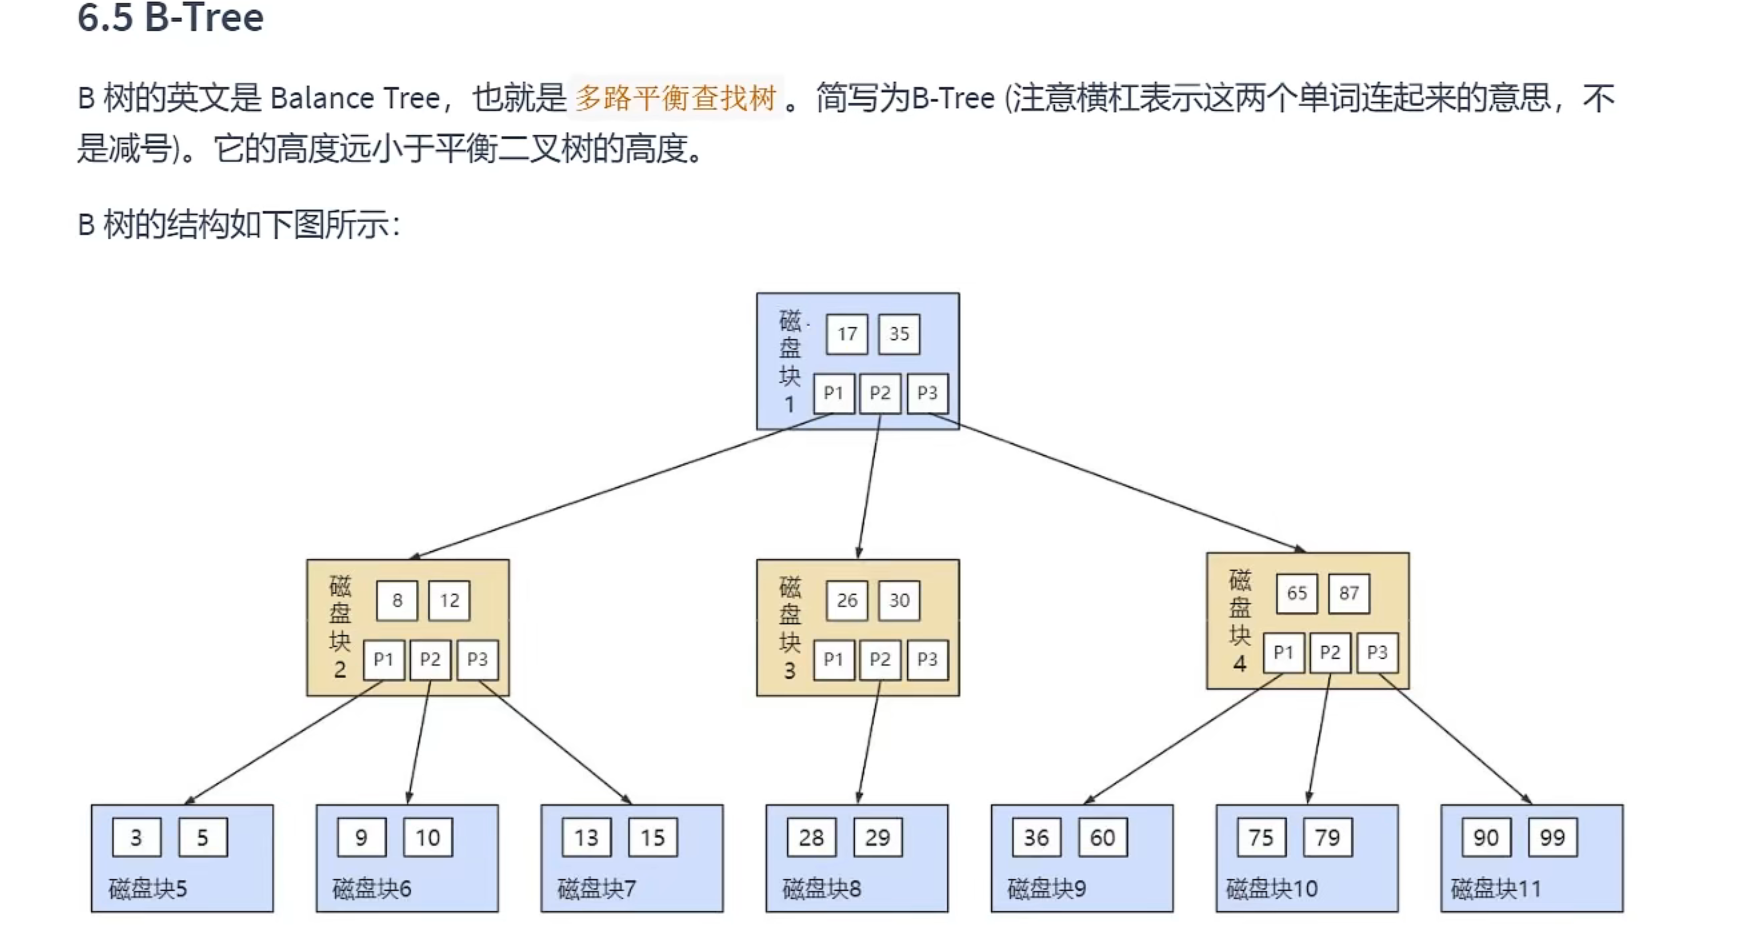 6.5 B-Tree
B 树的英文是 Balance Tree，也就是 多路平衡查找树 。简写为B-Tree (注意横杠表示这两个单词连起来的意思，不
是减号)。它的高度远小于平衡二叉树的高度。
B 树的结构如下图所示：
磁盘块1
17 35
P1 P2 P3
磁盘块2
8 12
P1 P2 P3
磁盘块3
26 30
P1 P2 P3
磁盘块4
65 87
P1 P2 P3
3 5
磁盘块5
9 10
磁盘块6
13 15
磁盘块7
28 29
磁盘块8
36 60
磁盘块9
75 79
磁盘块10
90 99
磁盘块11